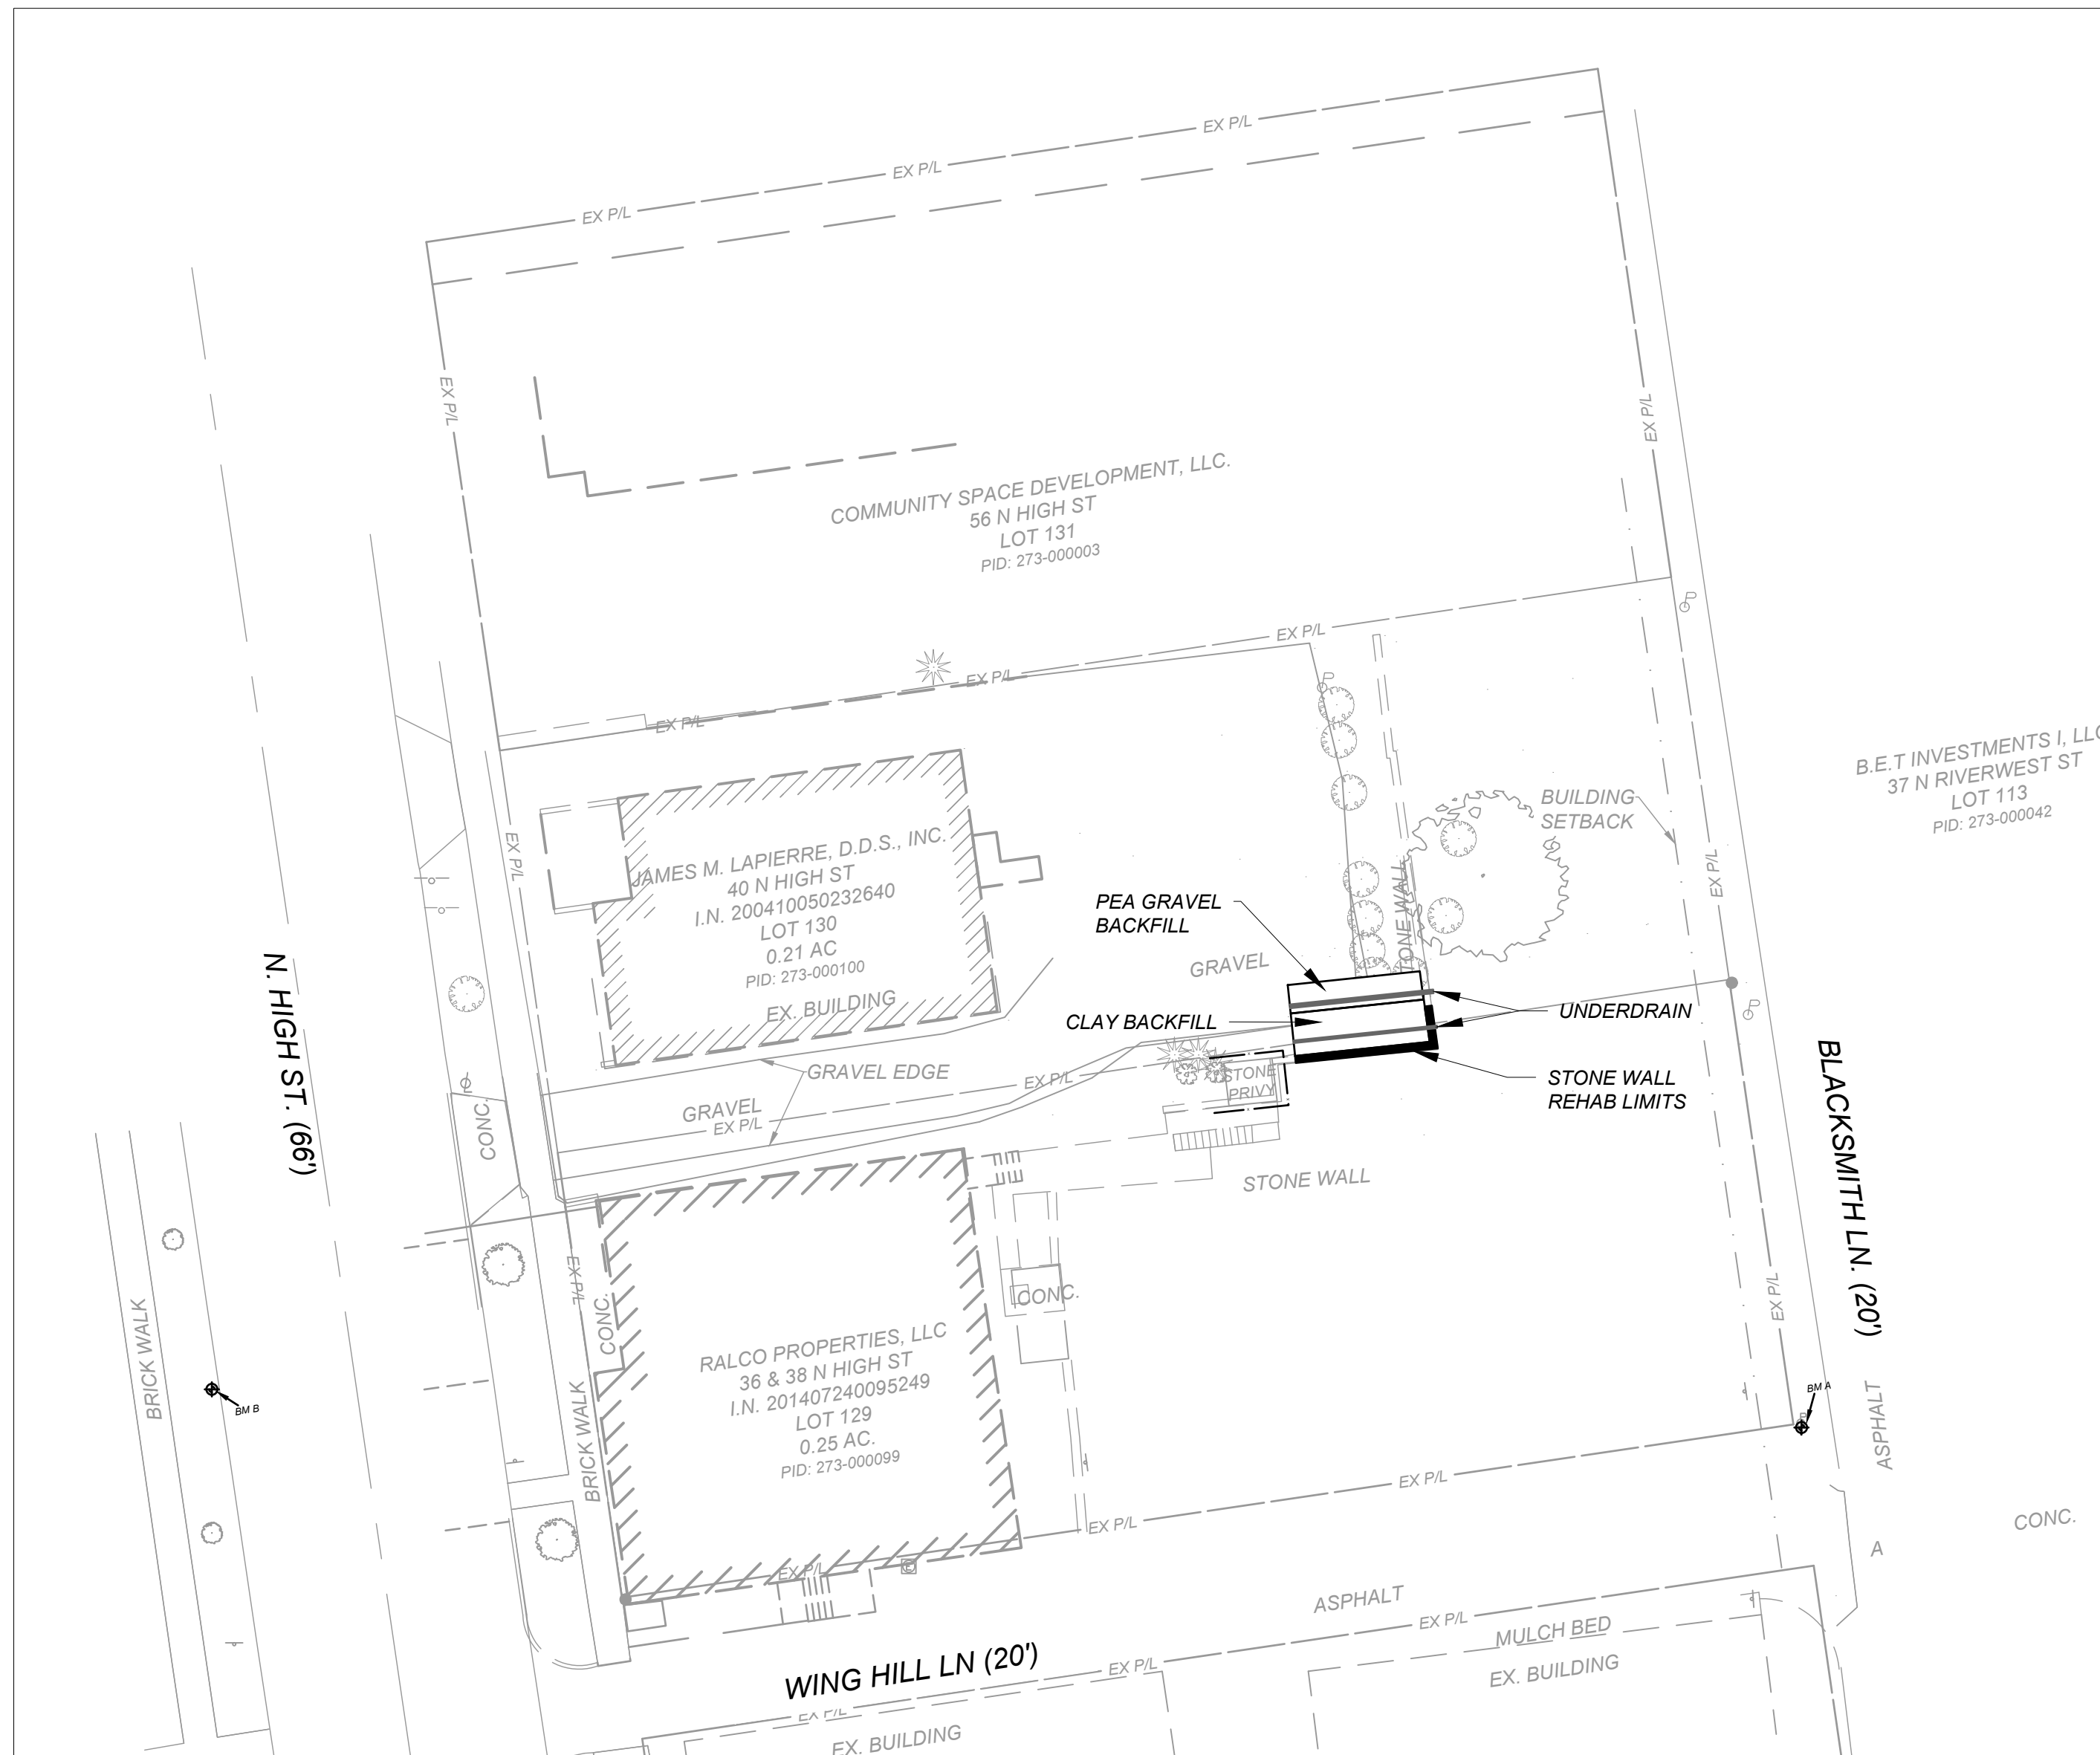 EX P/L
EX P/L
EX P/L
EX P/L
EX P/L
COMMUNITY SPACE DEVELOPMENT, LLC.
56 N HIGH ST
LOT 131
PID: 273-000003
EX P/L
EX P/L
EX P/L
B.E.T INVESTMENTS I, LLC
37 N RIVERWEST ST
LOT 113
PID: 273-000042
BUILDING
SETBACK
EX P/L
EX P/L
JAMES M. LAPIERRE, D.D.S., INC.
40 N HIGH ST
I.N. 200410050232640
LOT 130
0.21 AC
PID: 273-000100
EX. BUILDING
STONE WALL
PEA GRAVEL
BACKFILL
GRAVEL
CLAY BACKFILL
UNDERDRAIN
N. HIGH ST. (66')
GRAVEL EDGE
EX P/L
STONE
PRIVY
STONE WALL
REHAB LIMITS
GRAVEL
EX P/L
CONC.
BLACKSMITH LN. (20')
STONE WALL
EX P/L
EX P/L
CONC.
CONC.
BRICK WALK
BRICK WALK
RALCO PROPERTIES, LLC
36 & 38 N HIGH ST
I.N. 201407240095249
LOT 129
0.25 AC.
PID: 273-000099
BM B
BM A
ASPHALT
EX P/L
EX P/L
CONC.
A
EX P/L
E
ASPHALT
EX P/L
MULCH BED
WING HILL LN (20')
EX P/L
EX. BUILDING
EX P/L
EX. BUILDING